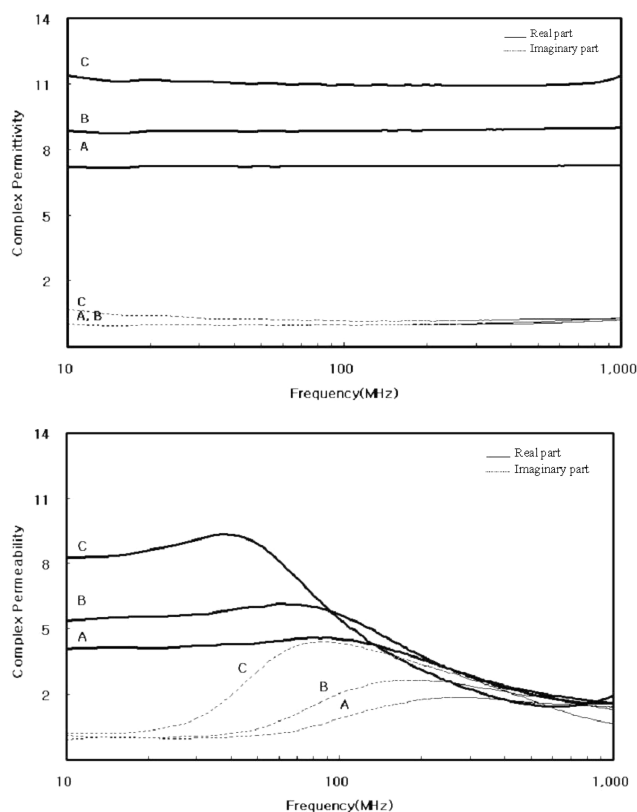 14
Real part
Imaginary part
C
11
B
8
A
5
2
C
A, B
10
100
1,000
Complex Permittivity
Frequency(MHz)
14
Real part
Imaginary part
11
C
8
B
5
A
C
B
A
2
10
100
1,000
Complex Permeability
Frequency(MHz)